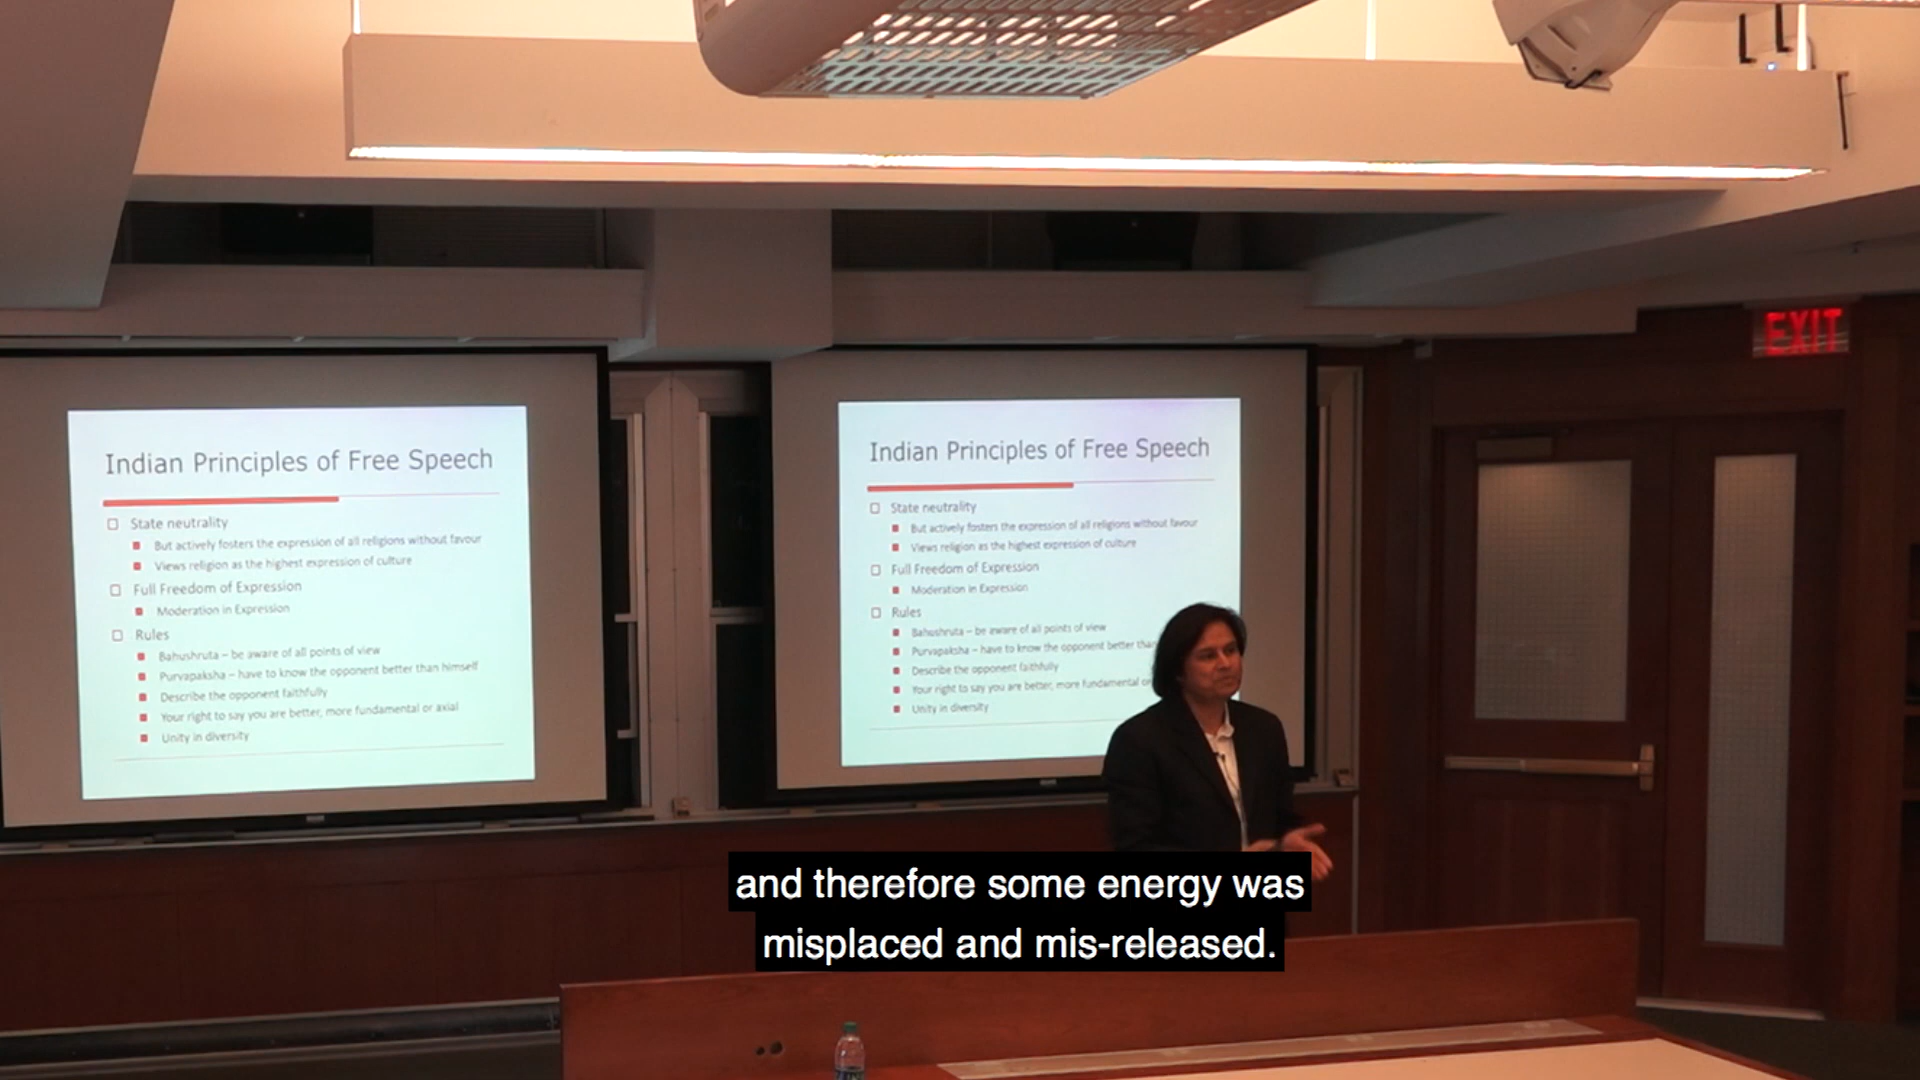 EXIT
Indian Principles of Free Speech
State neutrality
But actively fosters the expression of all religions without favour
Views religion as the highest expression of culture
Full Freedom of Expression
Moderation in Expression
Rules
Bahushruta – be aware of all points of view
Purvapaksha – have to know the opponent better than himself
Describe the opponent faithfully
Your right to say you are better, more fundamental or axial
Unity in diversity
Indian Principles of Free Speech
State neutrality
But actively fosters the expression of all religions without favour
Views religion as the highest expression of culture
Full Freedom of Expression
Moderation in Expression
Rules
Bahushruta – be aware of all points of view
Purvapaksha – have to know the opponent better than
Describe the opponent faithfully
Your right to say you are better, more fundamental or
Unity in diversity
and therefore some energy was
misplaced and mis-released.